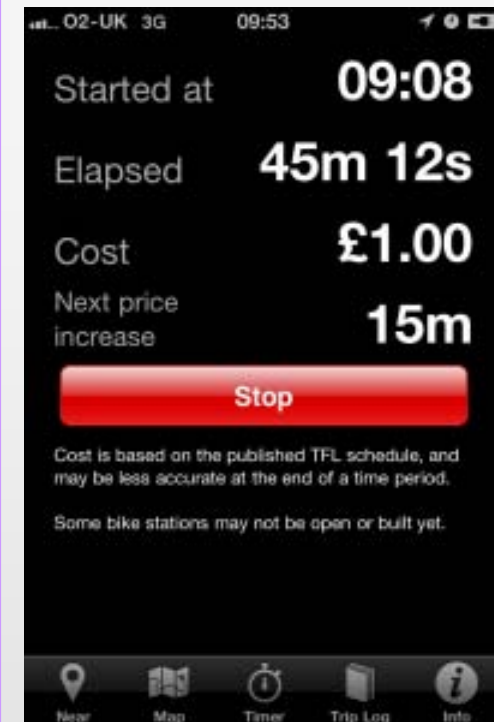 O2-UK 3G 09:53
Started at 09:08
Elapsed 45m 12s
Cost £1.00
Next price
increase 15m
Stop
Cost is based on the published TFL schedule, and
may be less accurate at the end of a time period.
Some bike stations may not be open or built yet.
Near Map Timer Trip Log Info